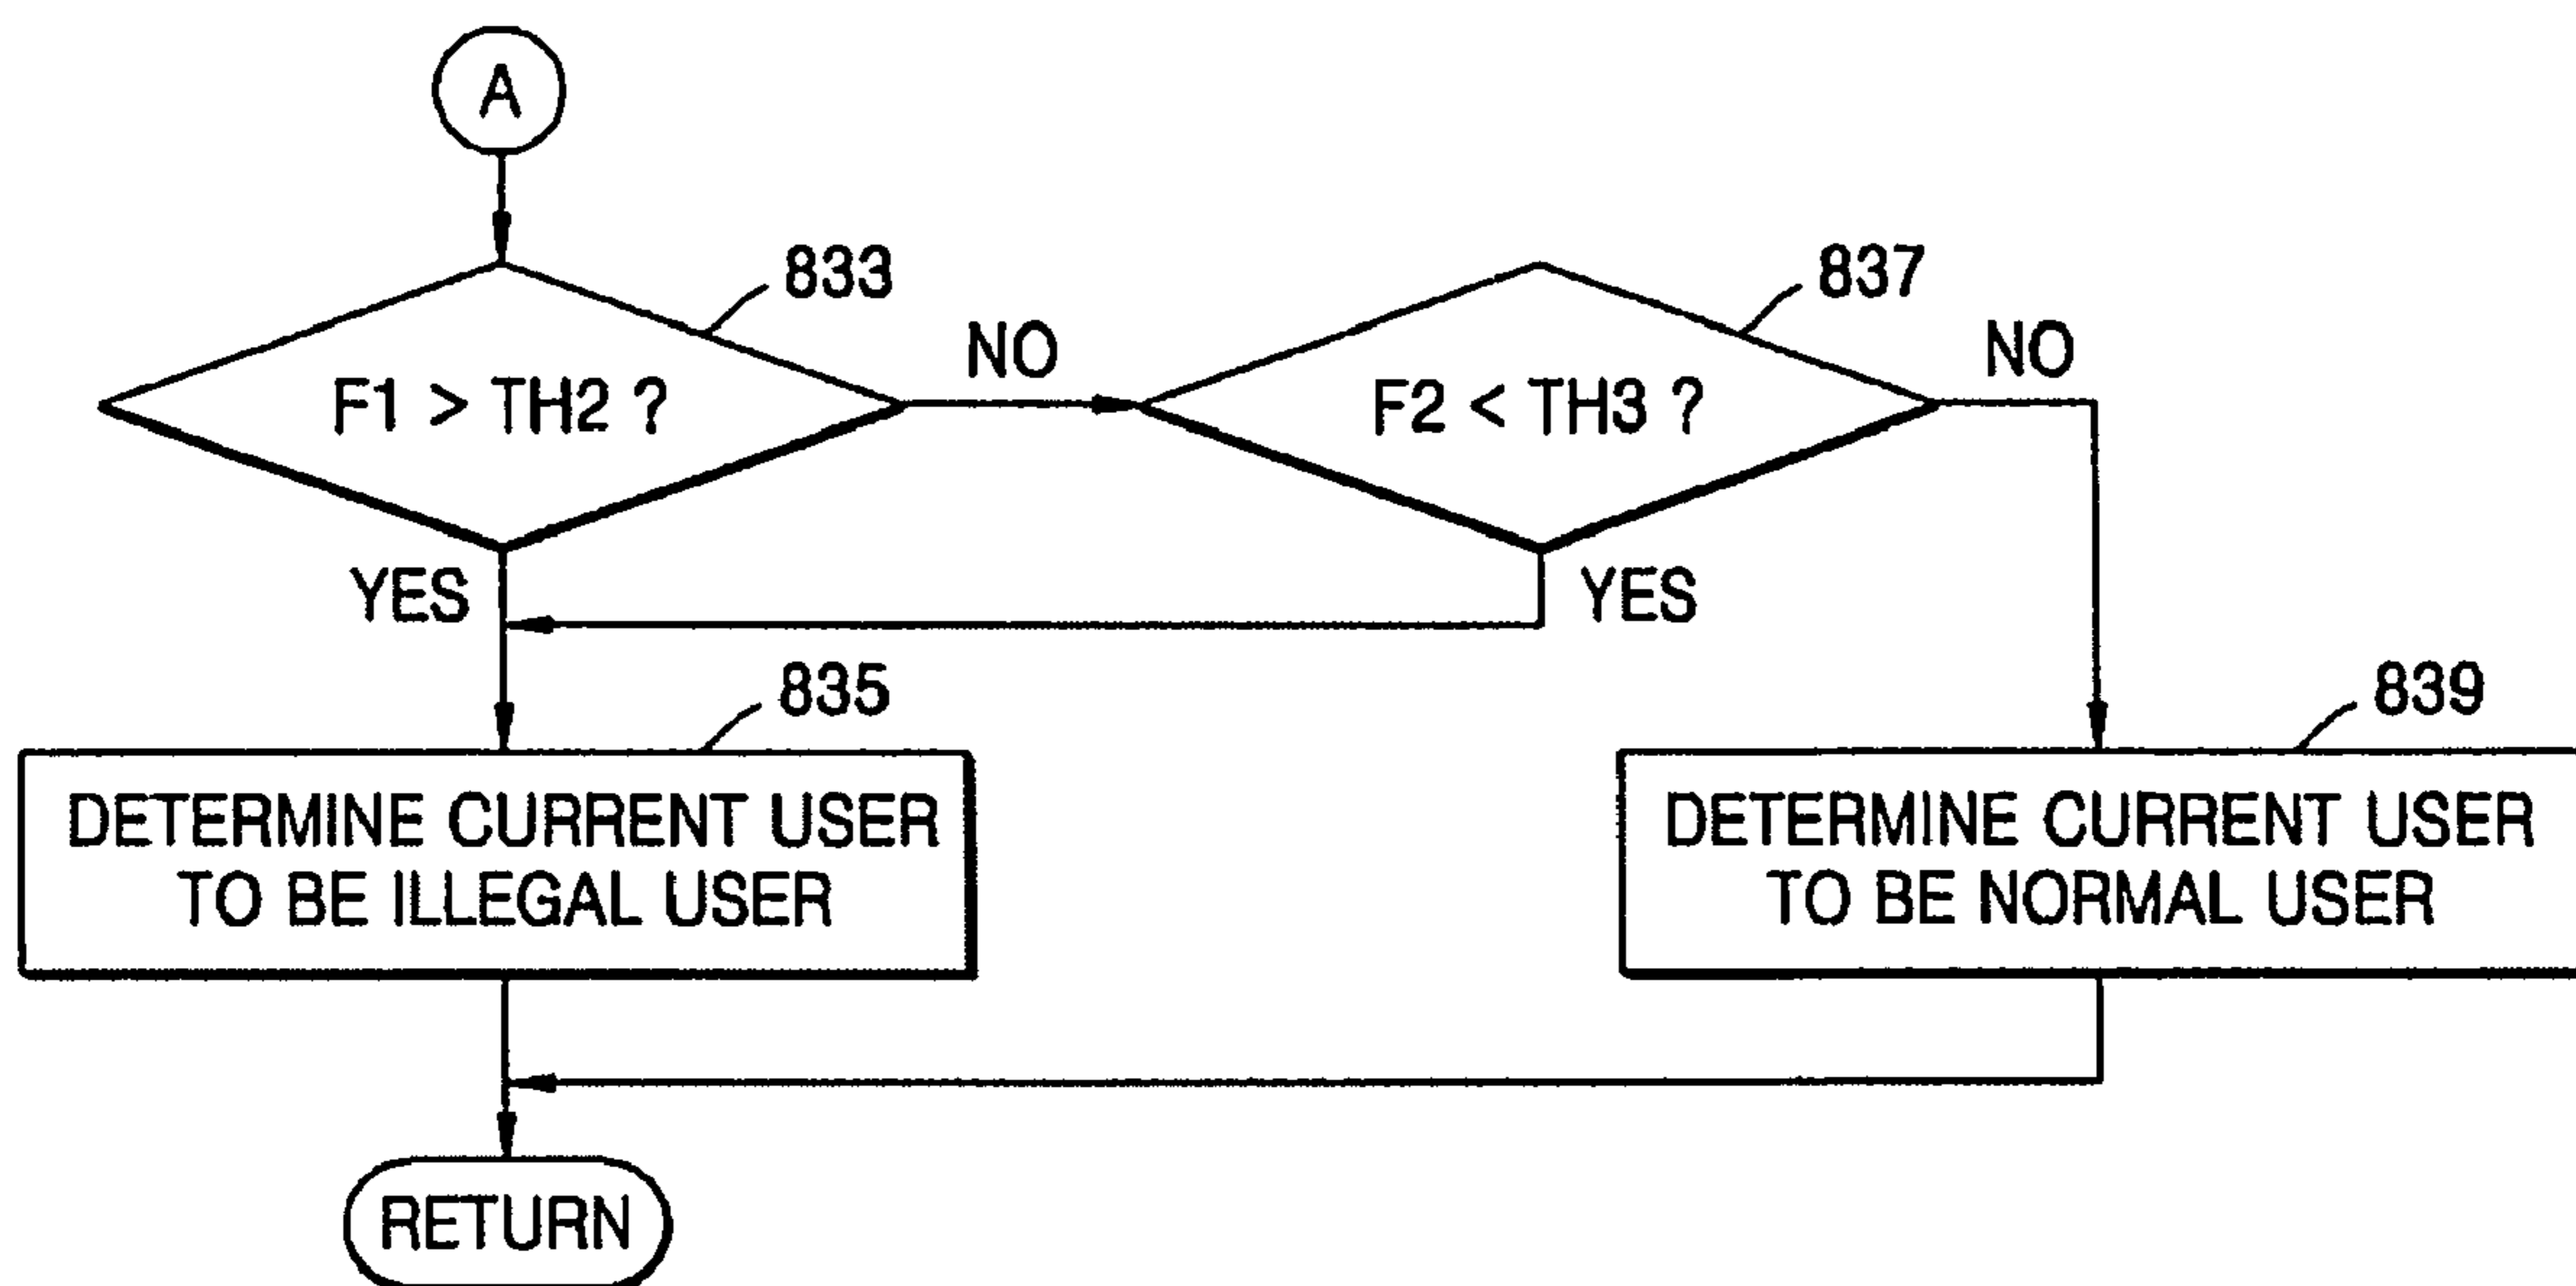 A
833
837
NO
NO
F1 > TH2 ?
F2 < TH3 ?
YES
YES
835
839
DETERMINE CURRENT USER
TO BE ILLEGAL USER
DETERMINE CURRENT USER
TO BE NORMAL USER
RETURN